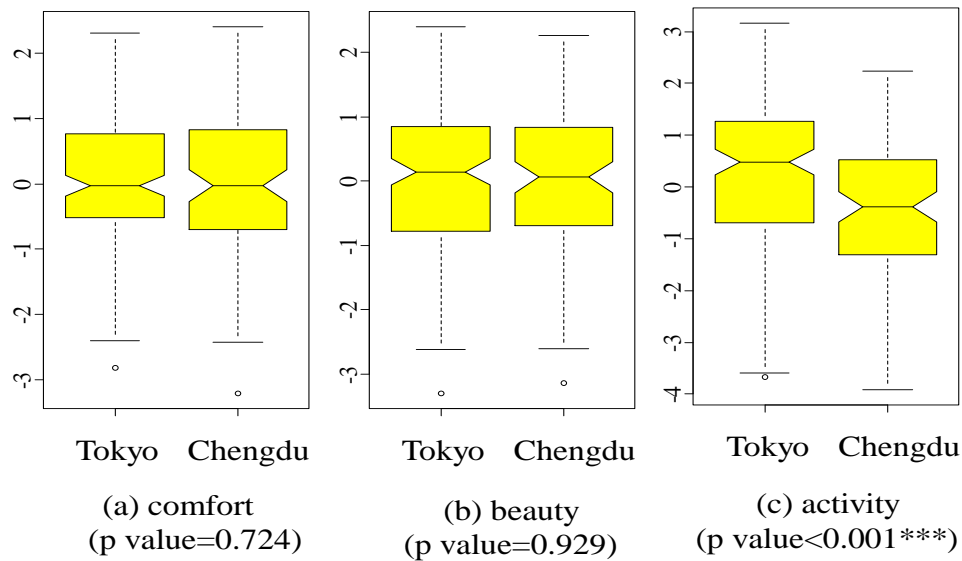 2
1
0
-1
-2
-3
Tokyo Chengdu
(a) comfort
(p value=0.724)
2
1
0
-1
-2
-3
Tokyo Chengdu
(b) beauty
(p value=0.929)
3
2
1
0
-1
-2
-3
-4
Tokyo Chengdu
(c) activity
(p value<0.001***)